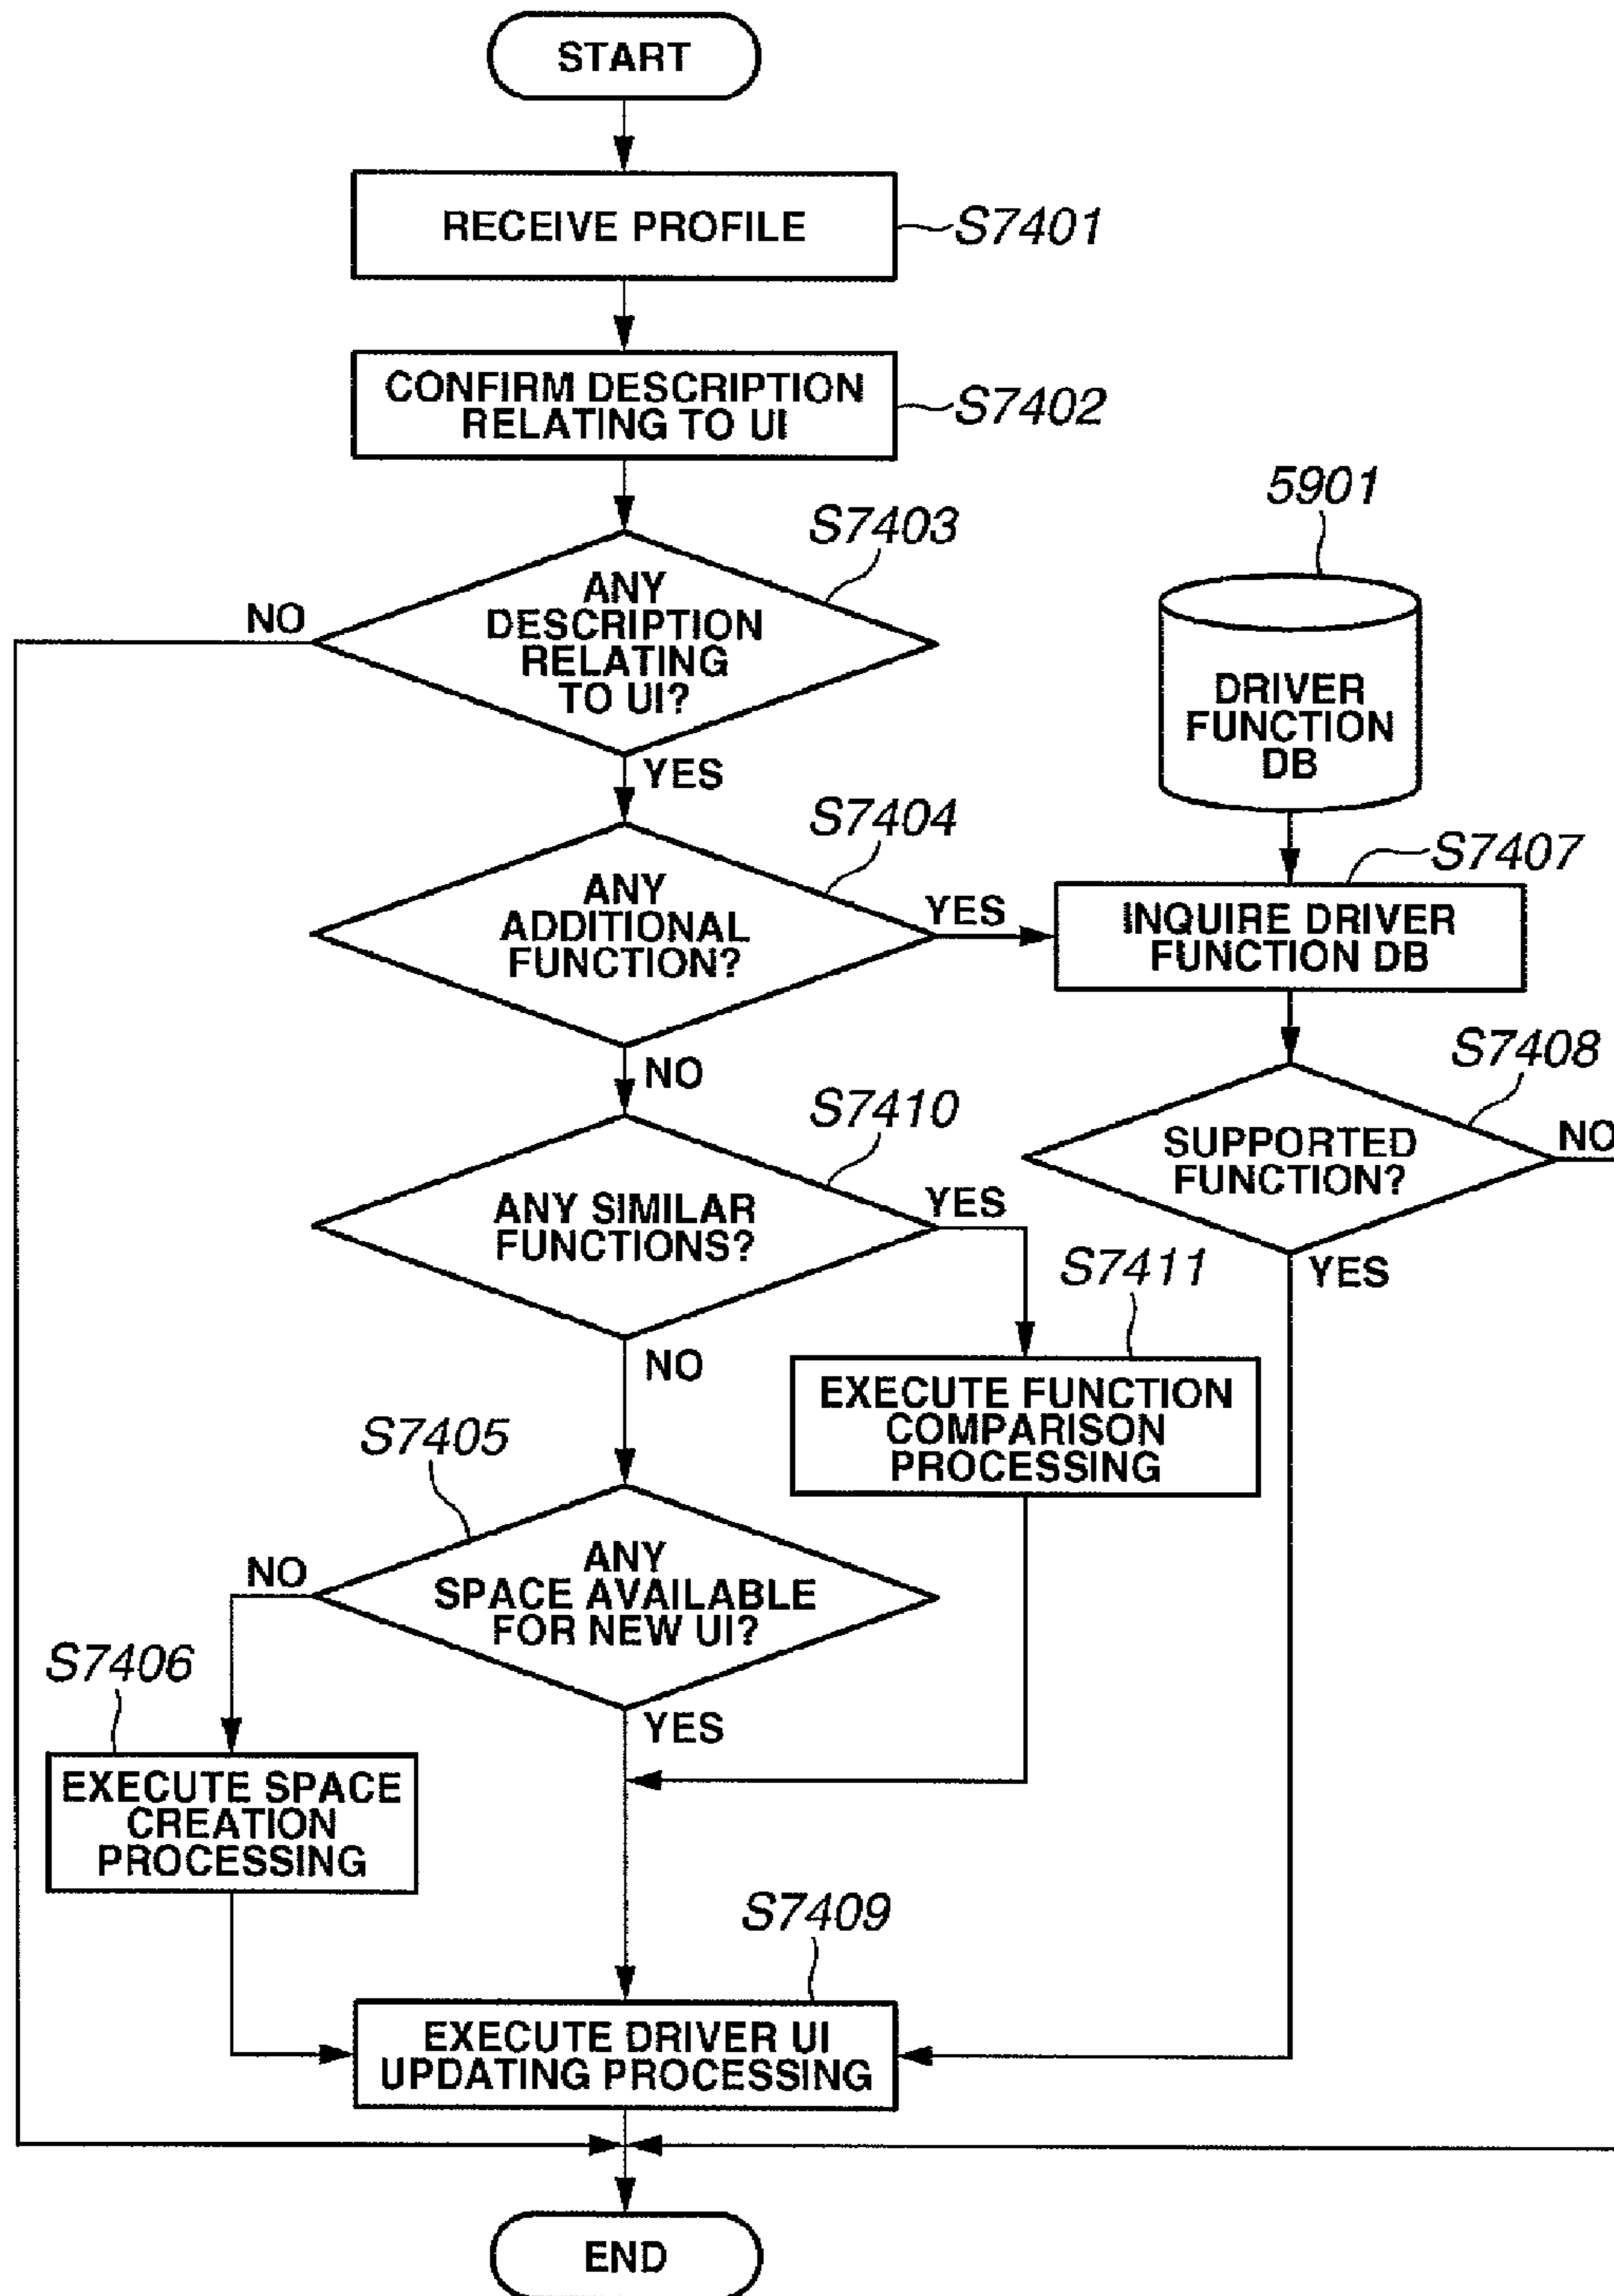 START
RECEIVE PROFILE
S7401
CONFIRM DESCRIPTION
RELATING TO UI
S7402
S7403
ANY
DESCRIPTION
RELATING
TO UI?
NO
YES
5901
DRIVER
FUNCTION
DB
S7404
ANY
ADDITIONAL
FUNCTION?
YES
NO
S7407
INQUIRE DRIVER
FUNCTION DB
S7408
SUPPORTED
FUNCTION?
NO
YES
S7410
ANY SIMILAR
FUNCTIONS?
YES
NO
S7411
EXECUTE FUNCTION
COMPARISON
PROCESSING
S7405
ANY
SPACE AVAILABLE
FOR NEW UI?
NO
YES
S7406
EXECUTE SPACE
CREATION
PROCESSING
S7409
EXECUTE DRIVER UI
UPDATING PROCESSING
END